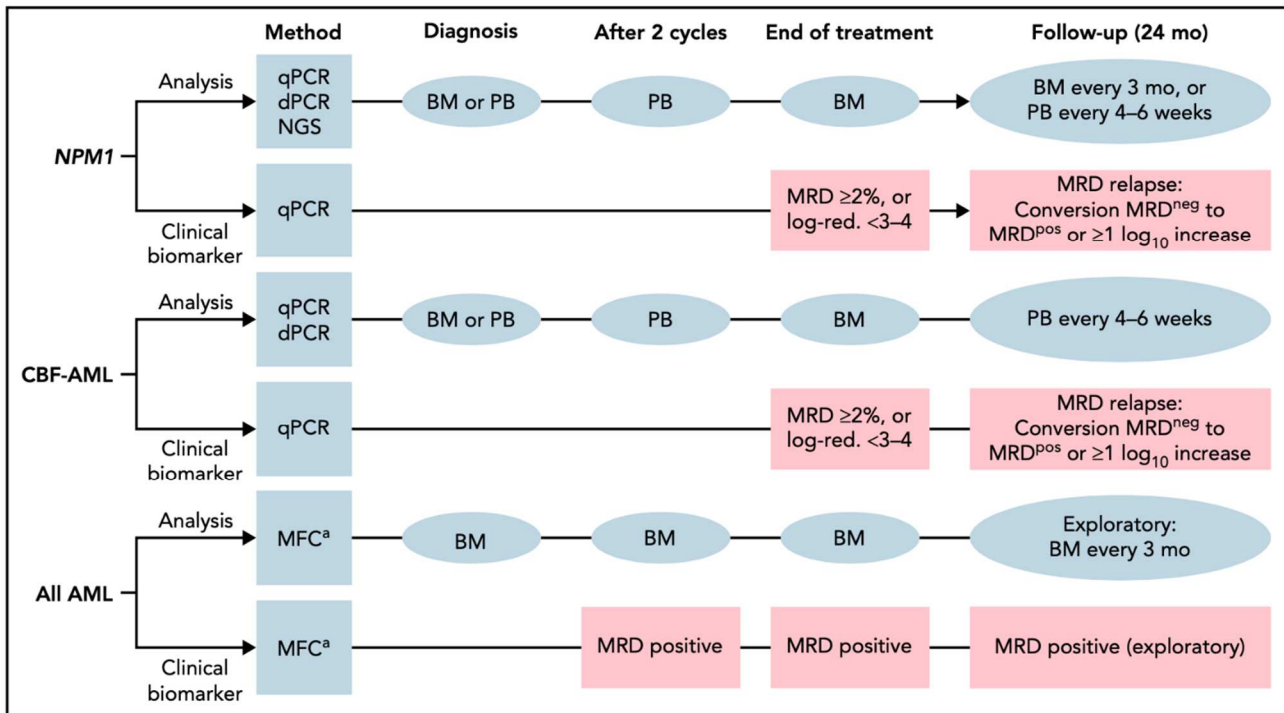 Method Diagnosis After 2 cycles End of treatment Follow-up (24 mo)
NPM1
Analysis
qPCR
dPCR
NGS
BM or PB
PB
BM
BM every 3 mo, or
PB every 4–6 weeks
Clinical
biomarker
qPCR
MRD ≥2%, or
log-red. <3–4
MRD relapse:
Conversion MRDneg to
MRDpos or ≥1 log10 increase
CBF-AML
Analysis
qPCR
dPCR
BM or PB
PB
BM
PB every 4–6 weeks
Clinical
biomarker
qPCR
MRD ≥2%, or
log-red. <3–4
MRD relapse:
Conversion MRDneg to
MRDpos or ≥1 log10 increase
All AML
Analysis
MFCa
BM
BM
BM
Exploratory:
BM every 3 mo
Clinical
biomarker
MFCa
MRD positive
MRD positive
MRD positive (exploratory)